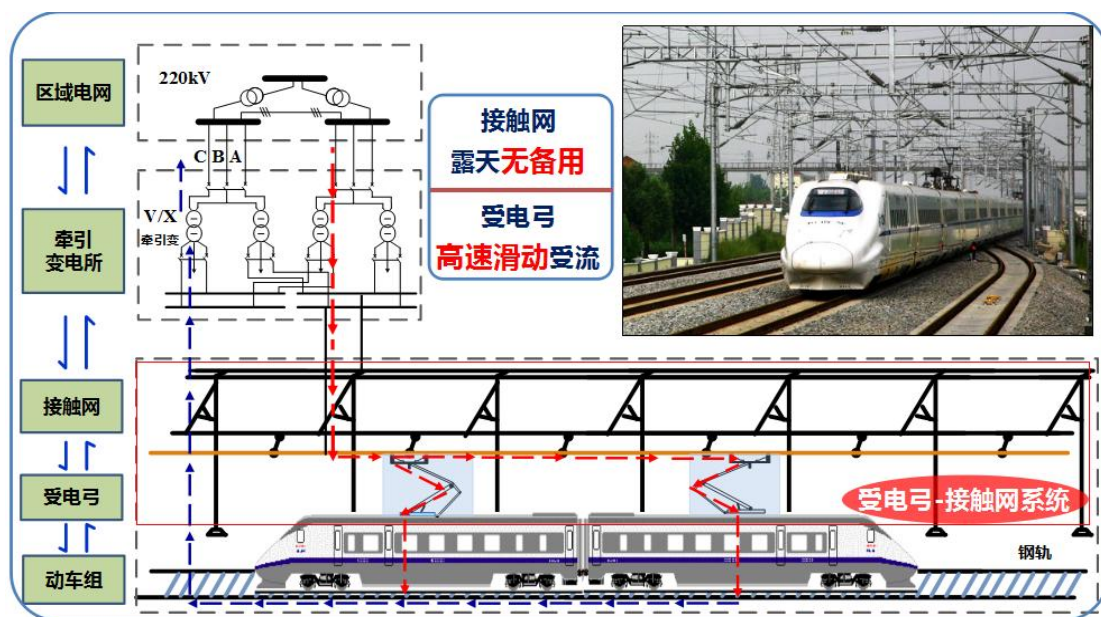 区域电网
牵引
变电所
接触网
受电弓
动车组
220kV
C B A
V/X
牵引变
接触网
露天无备用
受电弓
高速滑动受流
受电弓-接触网系统
钢轨